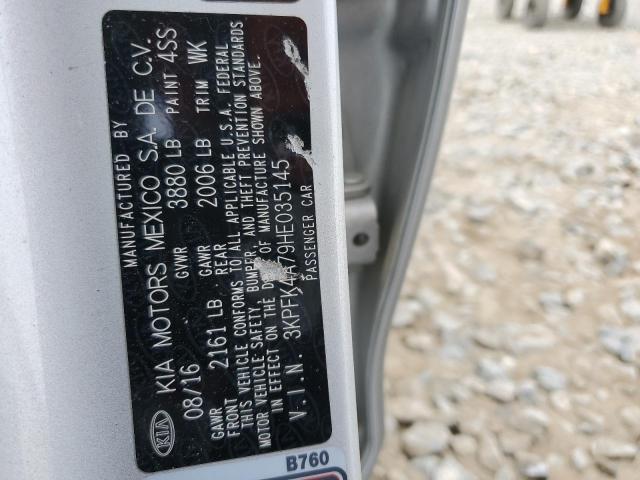 MANUFACTURED BY
KIA KIA MOTORS MEXICO S.A. DE C.V.
08/16 GVWR 3880 LB PAINT 4SS
GAWR FRONT 2161 LB GAWR REAR 2006 LB TRIM WK
THIS VEHICLE CONFORMS TO ALL APPLICABLE U.S.A. FEDERAL
MOTOR VEHICLE SAFETY, BUMPER, AND THEFT PREVENTION STANDARDS
IN EFFECT ON THE DATE OF MANUFACTURE SHOWN ABOVE.
V.I.N. 3KPFK4A79HE035145
PASSENGER CAR
B760